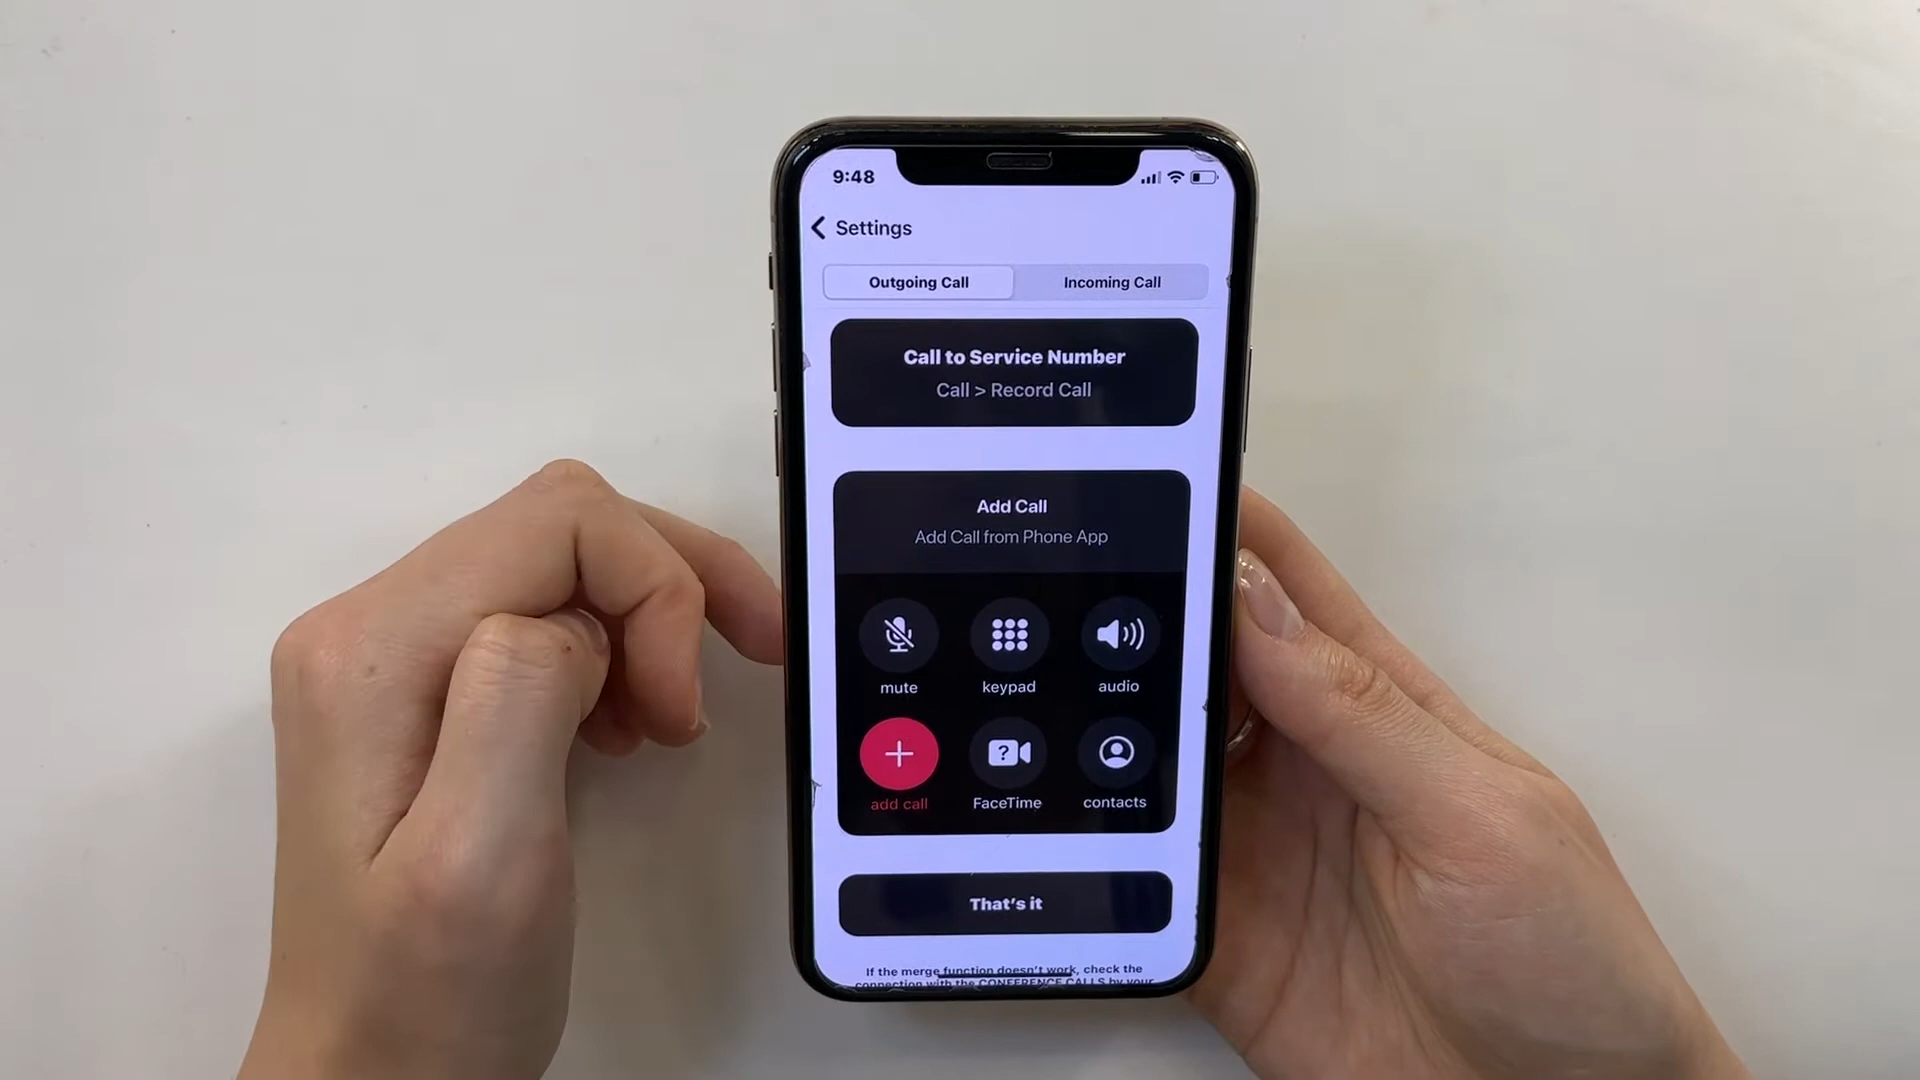 9:48
Settings
Outgoing Call
Incoming Call
Call to Service Number
Call > Record Call
Add Call
Add Call from Phone App
mute
keypad
audio
add call
FaceTime
contacts
That's it
If the merge function doesn't work, check the
connection with the CONFERENCE CALLS by your